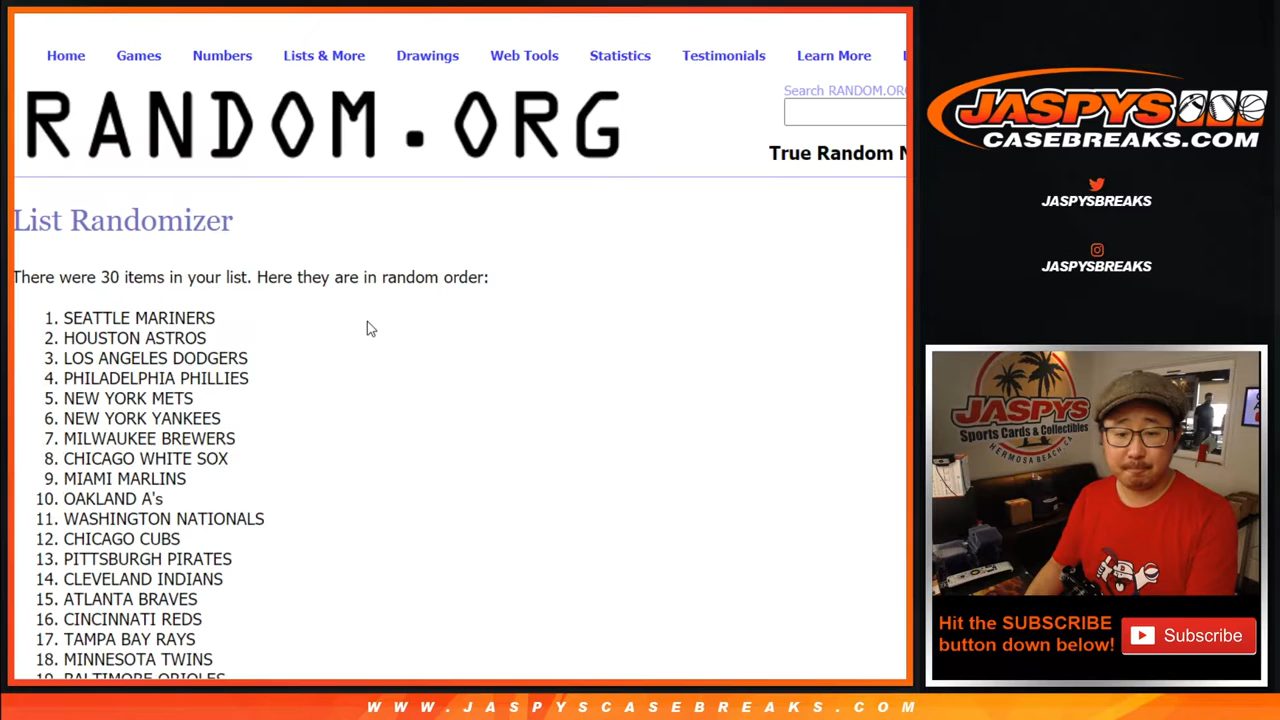 Home Games Numbers Lists & More Drawings Web Tools Statistics Testimonials Learn More
Search RANDOM.ORG
RANDOM.ORG
True Random N
List Randomizer
There were 30 items in your list. Here they are in random order:
1. SEATTLE MARINERS
2. HOUSTON ASTROS
3. LOS ANGELES DODGERS
4. PHILADELPHIA PHILLIES
5. NEW YORK METS
6. NEW YORK YANKEES
7. MILWAUKEE BREWERS
8. CHICAGO WHITE SOX
9. MIAMI MARLINS
10. OAKLAND A's
11. WASHINGTON NATIONALS
12. CHICAGO CUBS
13. PITTSBURGH PIRATES
14. CLEVELAND INDIANS
15. ATLANTA BRAVES
16. CINCINNATI REDS
17. TAMPA BAY RAYS
18. MINNESOTA TWINS
19. BALTIMORE ORIOLES
JASPYS
CASEBREAKS.COM
JASPYSBREAKS
JASPYSBREAKS
JASPYS
Sports Cards & Collectibles
HERMOSA BEACH, CA
Hit the SUBSCRIBE
button down below!
Subscribe
WWW.JASPYSCASEBREAKS.COM